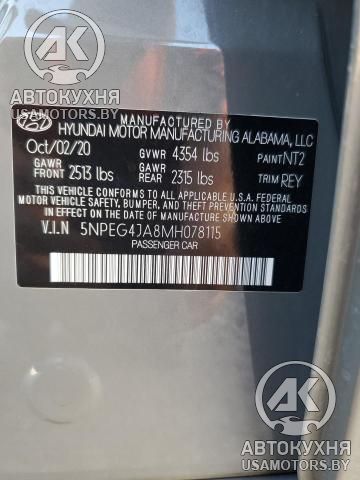 АК
АВТОКУХНЯ
USAMOTORS.BY
MANUFACTURED BY
HYUNDAI MOTOR MANUFACTURING ALABAMA, LLC
Oct/02/20 GVWR 4354 lbs PAINT NT2
GAWR FRONT 2513 lbs GAWR REAR 2315 lbs TRIM REY
THIS VEHICLE CONFORMS TO ALL APPLICABLE U.S.A. FEDERAL
MOTOR VEHICLE SAFETY, BUMPER, AND THEFT PREVENTION
STANDARDS IN EFFECT ON THE DATE OF MANUFACTURE SHOWN ABOVE.
V.I.N 5NPEG4JA8MH078115
PASSENGER CAR
АК
АВТОКУХНЯ
USAMOTORS.BY